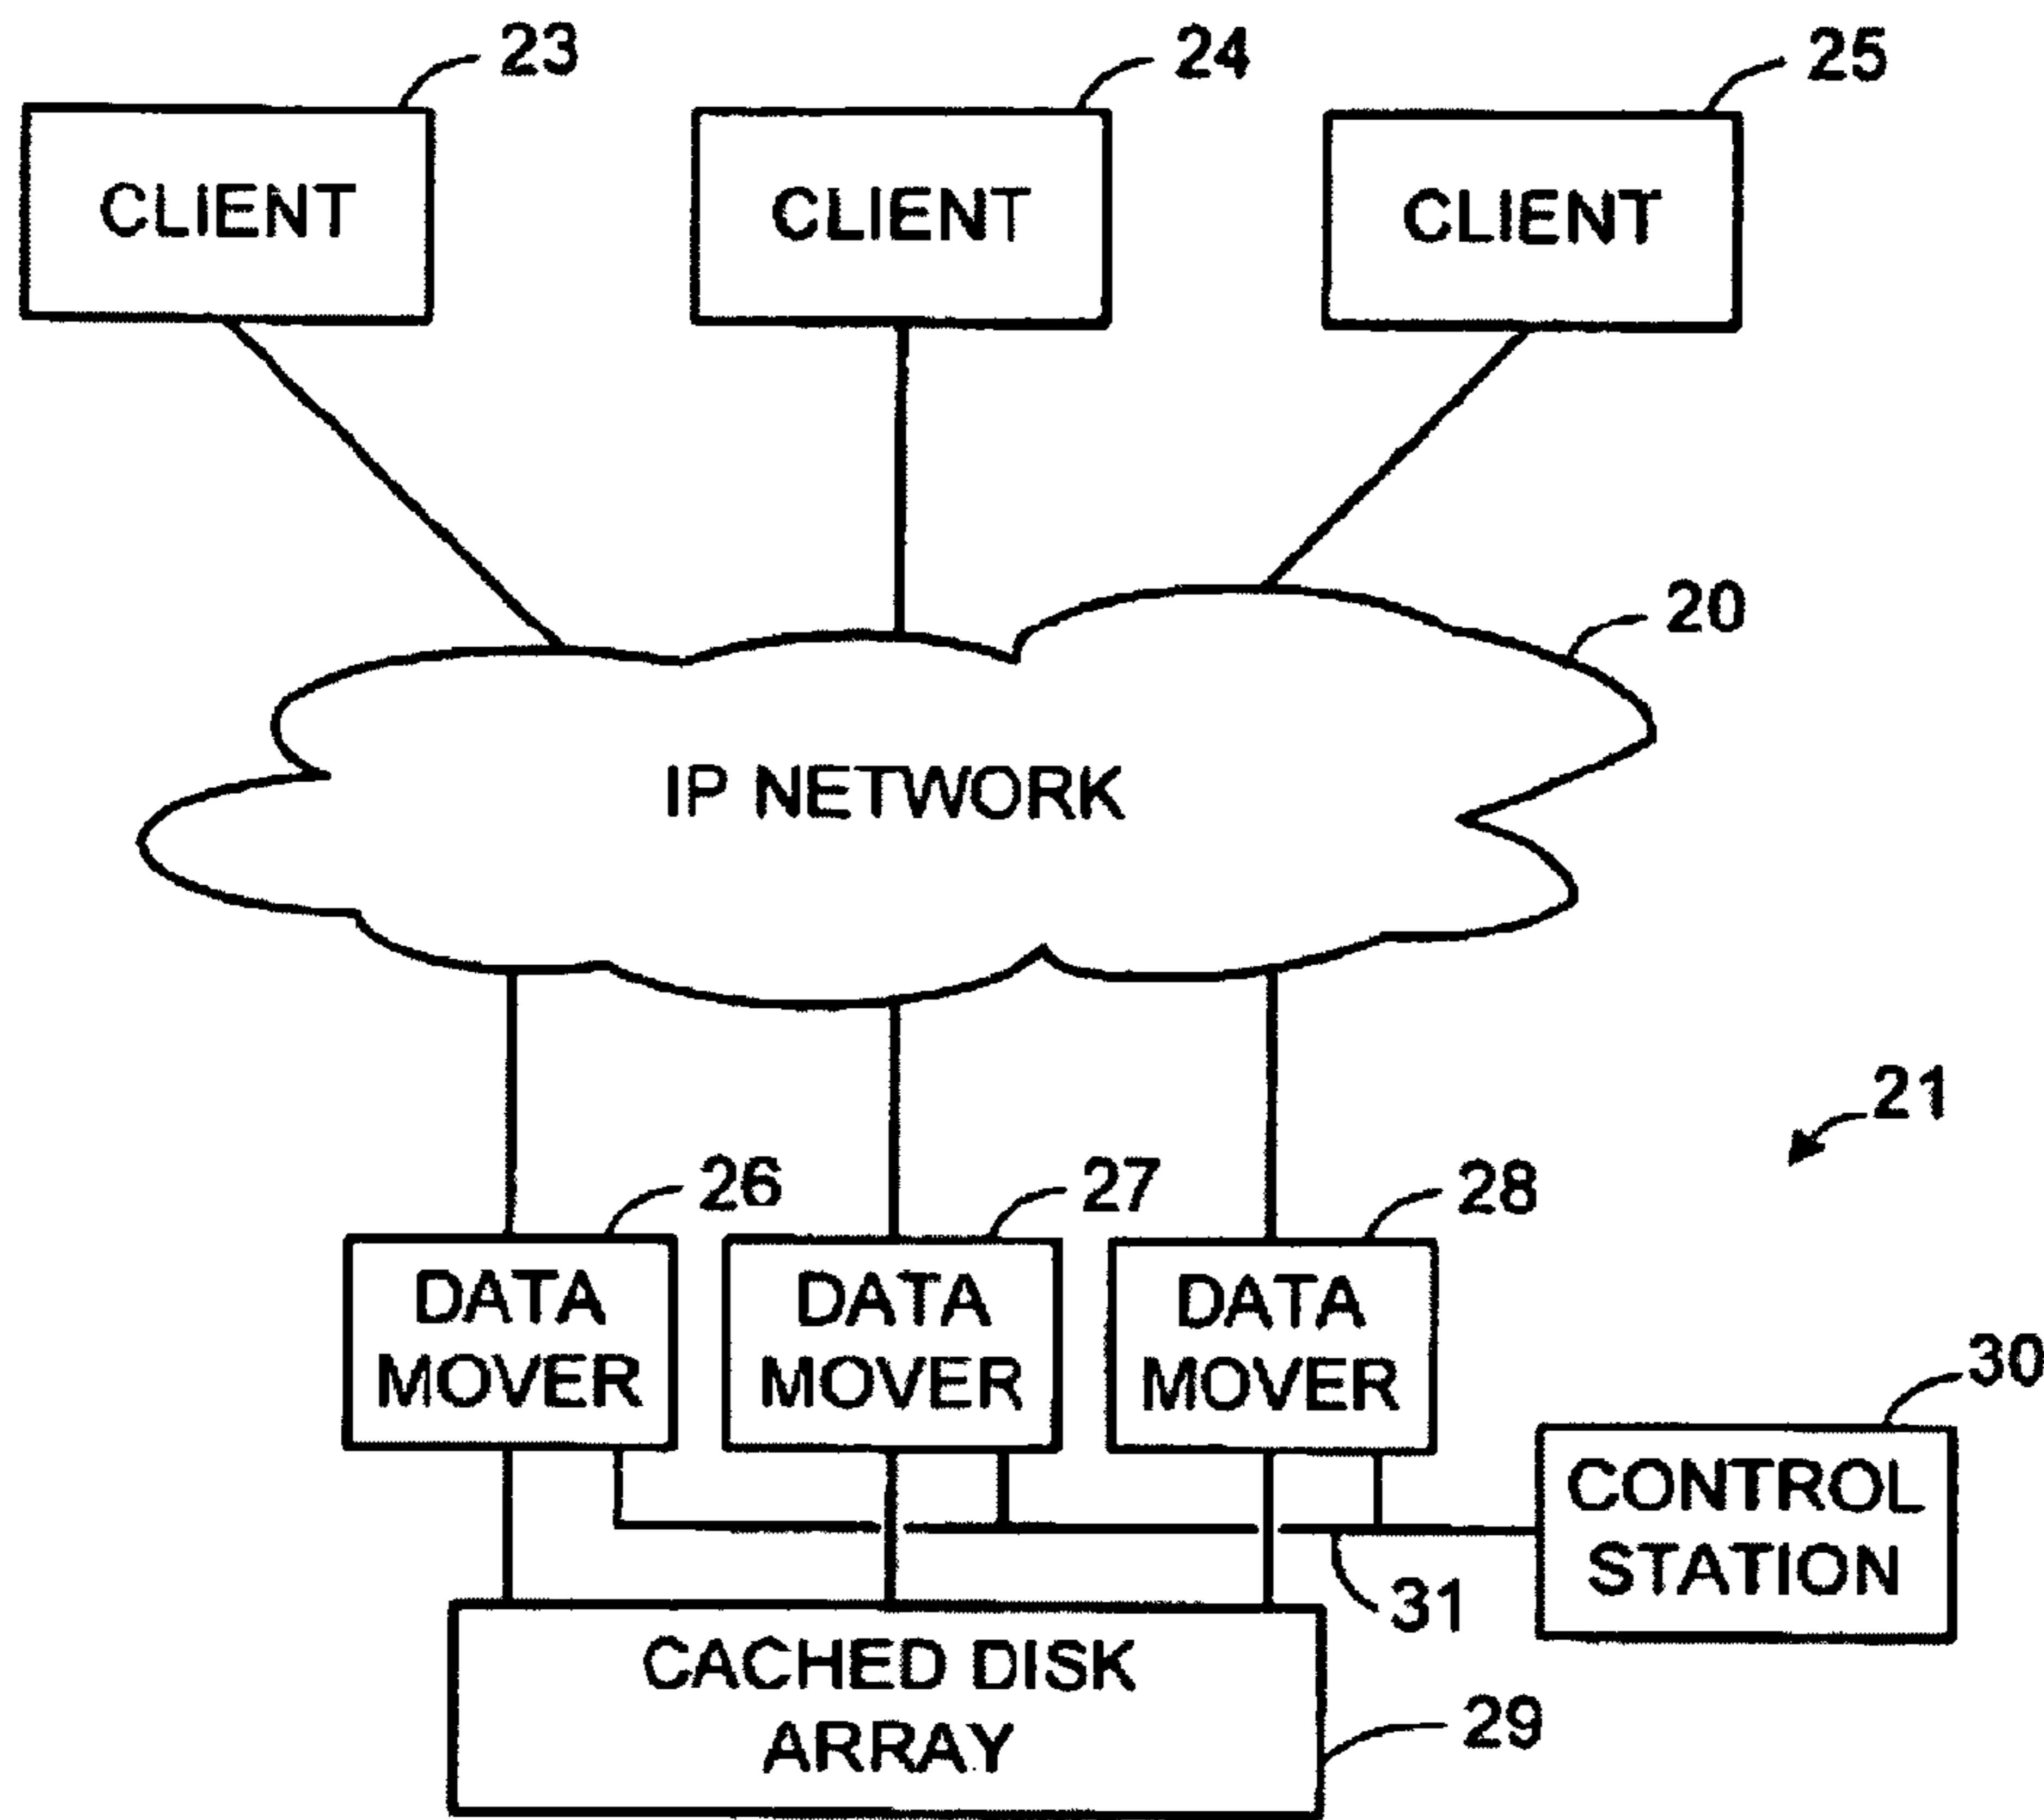 23
24
25
CLIENT
CLIENT
CLIENT
20
IP NETWORK
21
26
27
28
DATA
MOVER
DATA
MOVER
DATA
MOVER
30
CONTROL
STATION
31
CACHED DISK
ARRAY
29